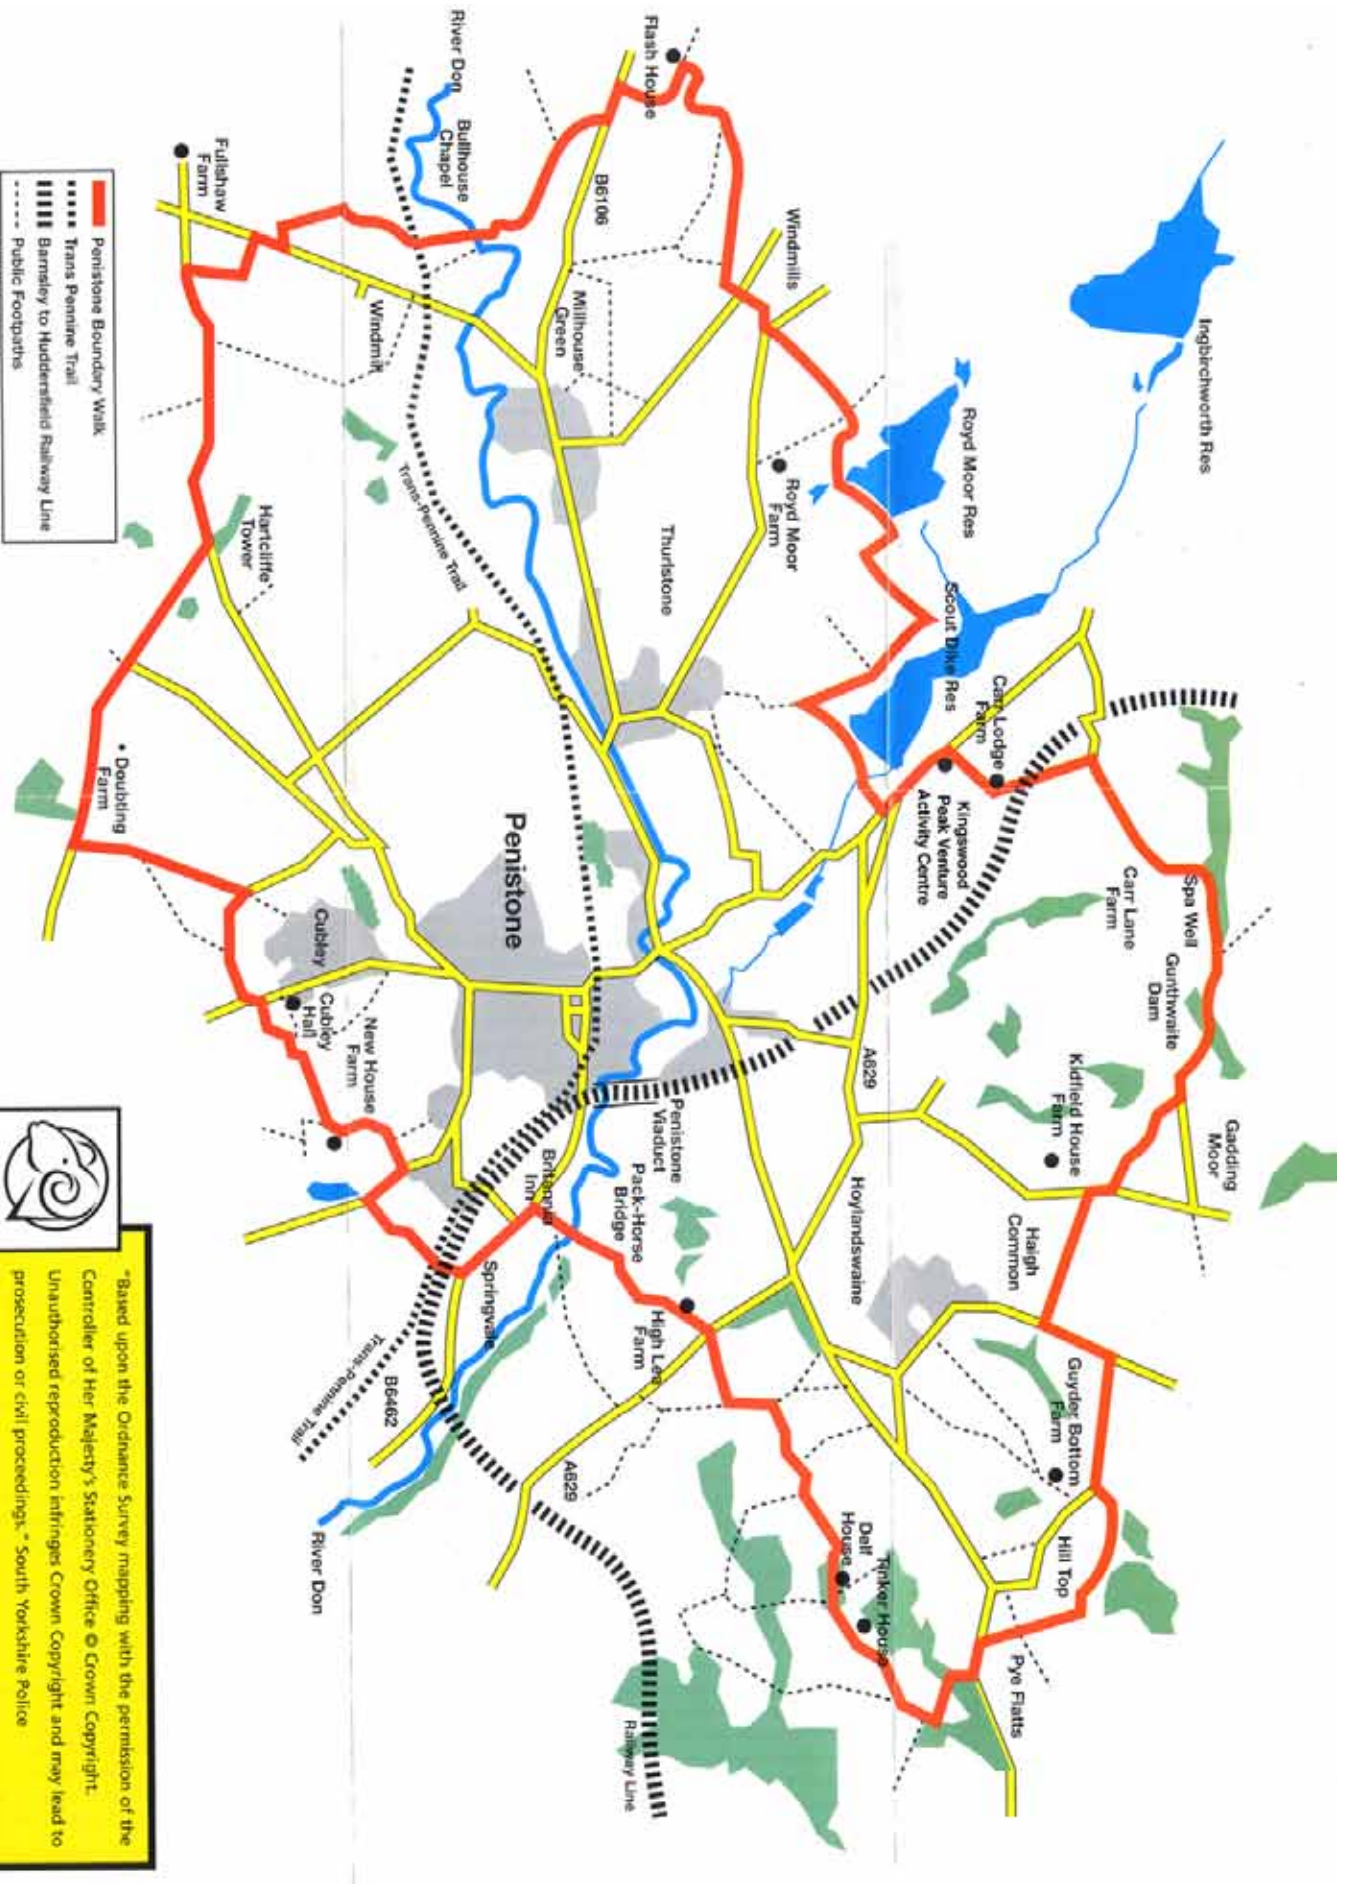 Ingbirchworth Res
Royd Moor Res
Scout Dike Res
Carr Lodge
Farm
Kingswood
Peak Venture
Activity Centre
Spa Well
Carr Lane
Farm
Gunthwaite
Dam
Gadding
Moor
Kidfield House
Farm
Haigh
Common
Guyder Bottom
Farm
Hill Top
Pye Flatts
Windmills
Royd Moor
Farm
Flash House
B6106
Millhouse
Green
Thurlstone
A629
Hoylandswaine
Tinker House
Delf
House
River Don
Bullhouse
Chapel
Windmill
Trans-Pennine Trail
Penistone
Penistone
Viaduct
Pack-Horse
Bridge
Britannia
Inn
High Lea
Farm
Springvale
A629
Railway Line
B6462
Trans-Pennine Trail
River Don
Fullshaw
Farm
Hartcliffe
Tower
Doubting
Farm
Cubley
Cubley
Hall
New House
Farm
Penistone Boundary Walk
Trans Pennine Trail
Barnsley to Huddersfield Railway Line
Public Footpaths
"Based upon the Ordnance Survey mapping with the permission of the
Controller of Her Majesty's Stationery Office © Crown Copyright.
Unauthorised reproduction infringes Crown Copyright and may lead to
prosecution or civil proceedings." South Yorkshire Police